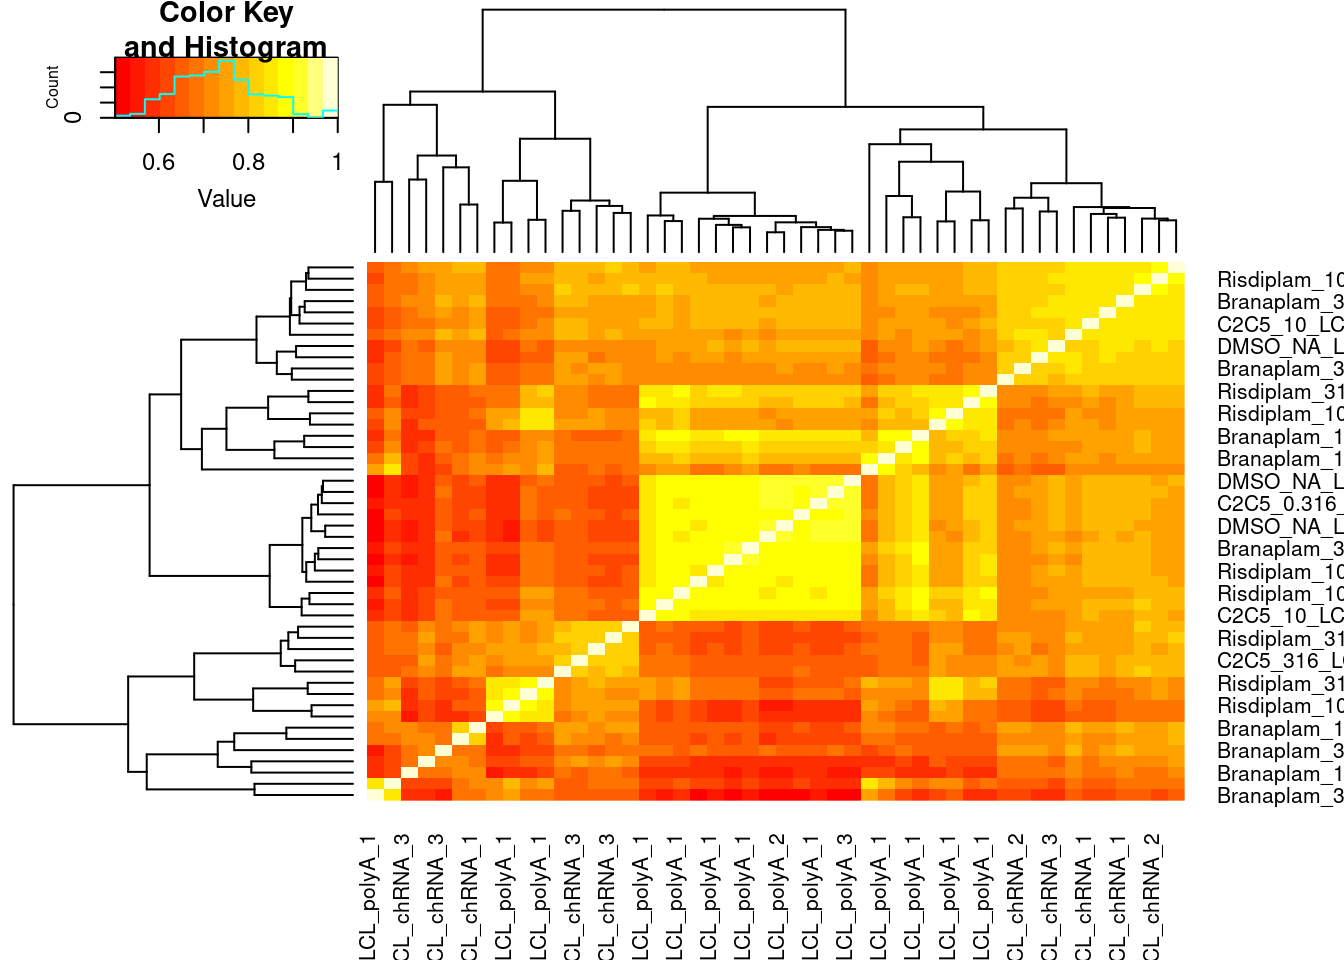 Color Key
and Histogram
Count
0
0.6 0.8 1
Value
Risdiplam_10
Branaplam_3
C2C5_10_LC
DMSO_NA_L
Branaplam_3
Risdiplam_31
Risdiplam_10
Branaplam_1
Branaplam_1
DMSO_NA_L
C2C5_0.316_
DMSO_NA_L
Branaplam_3
Risdiplam_10
Risdiplam_10
C2C5_10_LC
Risdiplam_31
C2C5_316_L
Risdiplam_31
Risdiplam_10
Branaplam_1
Branaplam_3
Branaplam_1
Branaplam_3
LCL_polyA_1
CL_chRNA_3
CL_chRNA_3
CL_chRNA_1
LCL_polyA_1
LCL_polyA_1
CL_chRNA_3
CL_chRNA_3
LCL_polyA_1
LCL_polyA_1
LCL_polyA_1
LCL_polyA_1
LCL_polyA_2
LCL_polyA_3
LCL_polyA_1
LCL_polyA_1
LCL_polyA_1
LCL_polyA_1
CL_chRNA_2
CL_chRNA_3
CL_chRNA_1
CL_chRNA_1
CL_chRNA_2